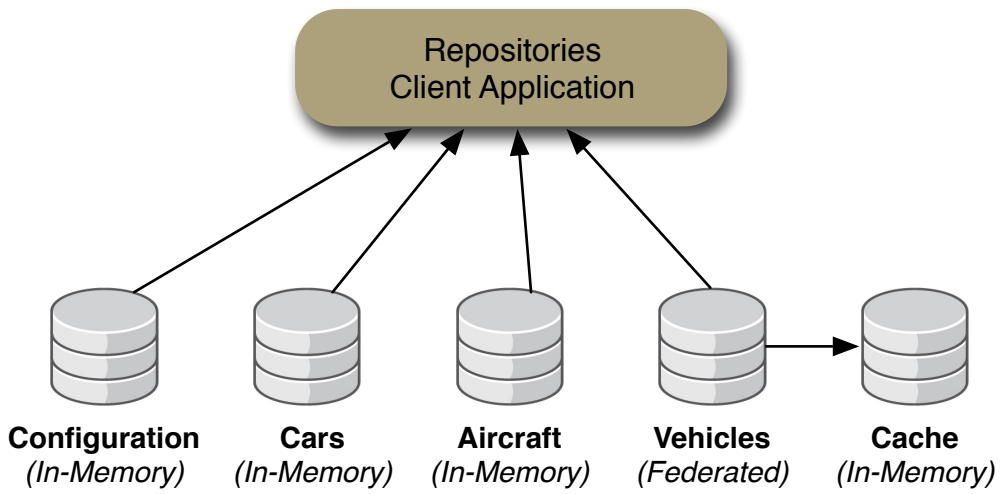 Repositories
Client Application
Configuration
(In-Memory)
Cars
(In-Memory)
Aircraft
(In-Memory)
Vehicles
(Federated)
Cache
(In-Memory)